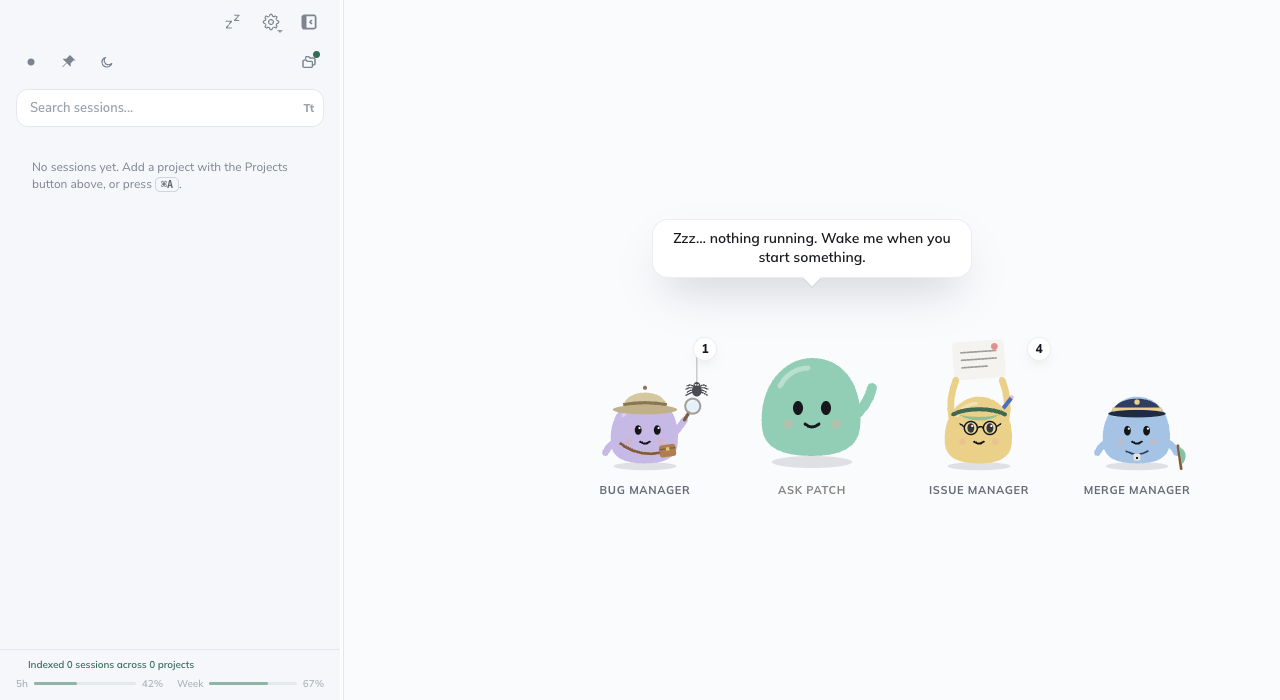 zz
Search sessions...
Tt
No sessions yet. Add a project with the Projects
button above, or press ⌘A.
Zzz... nothing running. Wake me when you
start something.
1
4
BUG MANAGER
ASK PATCH
ISSUE MANAGER
MERGE MANAGER
Indexed 0 sessions across 0 projects
5h 42% Week 67%